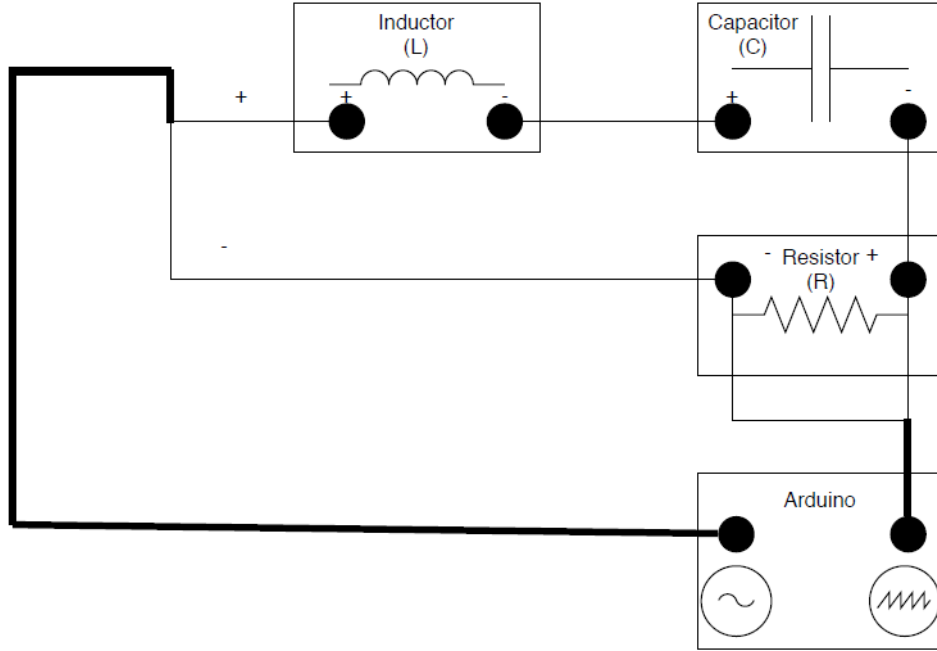 Inductor
(L)
+ -
+
Capacitor
(C)
+ -
-
- Resistor +
(R)
Arduino